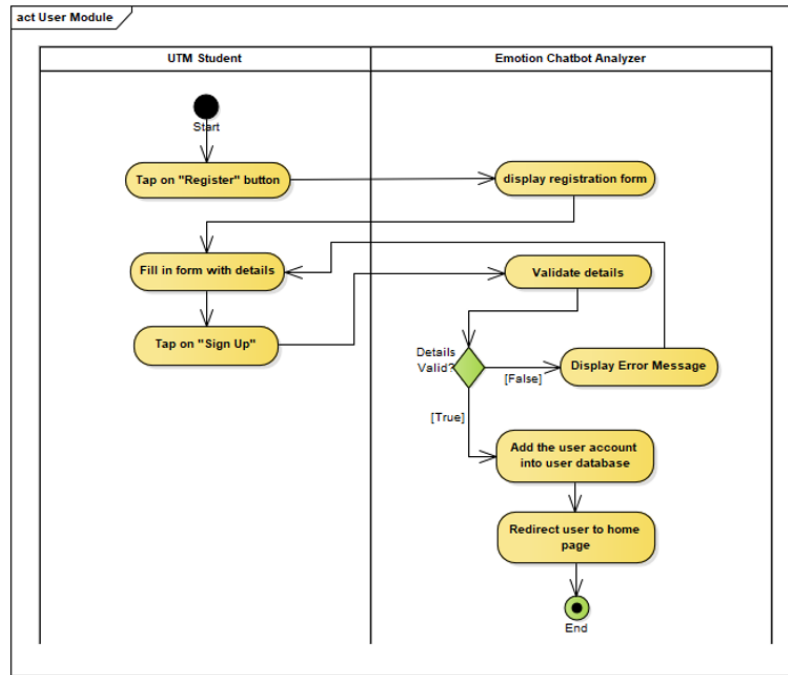 act User Module
UTM Student
Emotion Chatbot Analyzer
Start
Tap on "Register" button
display registration form
Fill in form with details
Validate details
Tap on "Sign Up"
Details
Valid?
[False]
Display Error Message
[True]
Add the user account
into user database
Redirect user to home
page
End